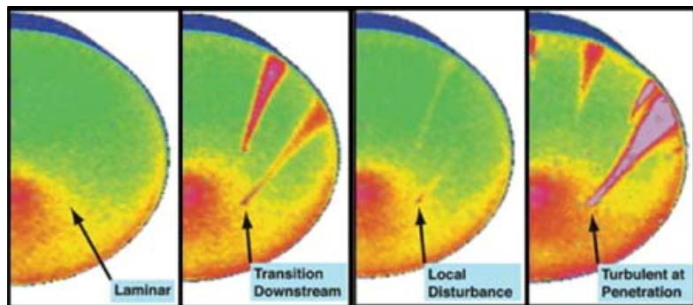 Laminar
Transition
Downstream
Local
Disturbance
Turbulent at
Penetration